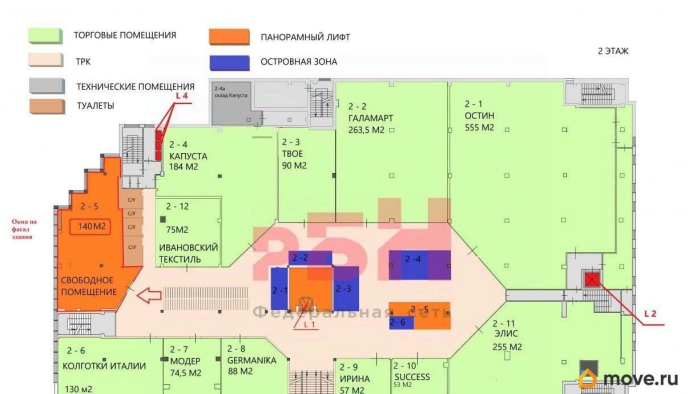 ТОРГОВЫЕ ПОМЕЩЕНИЯ
ПАНОРАМНЫЙ ЛИФТ
ТРК
ОСТРОВНАЯ ЗОНА
2 ЭТАЖ
ТЕХНИЧЕСКИЕ ПОМЕЩЕНИЯ
ТУАЛЕТЫ
L 4
2-4а
склад Капуста
2 - 4
КАПУСТА
184 М2
2 - 3
ТВОЕ
90 М2
2 - 2
ГАЛАМАРТ
263,5 М2
2 - 1
ОСТИН
555 М2
Окна на
фасад
здания
2 - 5
140 М2
СВОБОДНОЕ
ПОМЕЩЕНИЕ
С/У
С/У
С/У
С/У
2 - 12
75М2
ИВАНОВСКИЙ
ТЕКСТИЛЬ
2 -2
2 -1
2 -3
2 -4
2 - 5
2 - 6
L 1
Федеральная сеть
L 2
2 - 11
ЭЛИС
255 М2
2 - 6
КОЛГОТКИ ИТАЛИИ
130 м2
2 - 7
МОДЕР
74,5 М2
2 - 8
GERMANIKA
88 М2
2 - 9
ИРИНА
57 М2
2 - 10
SUCCESS
53 М2
move.ru